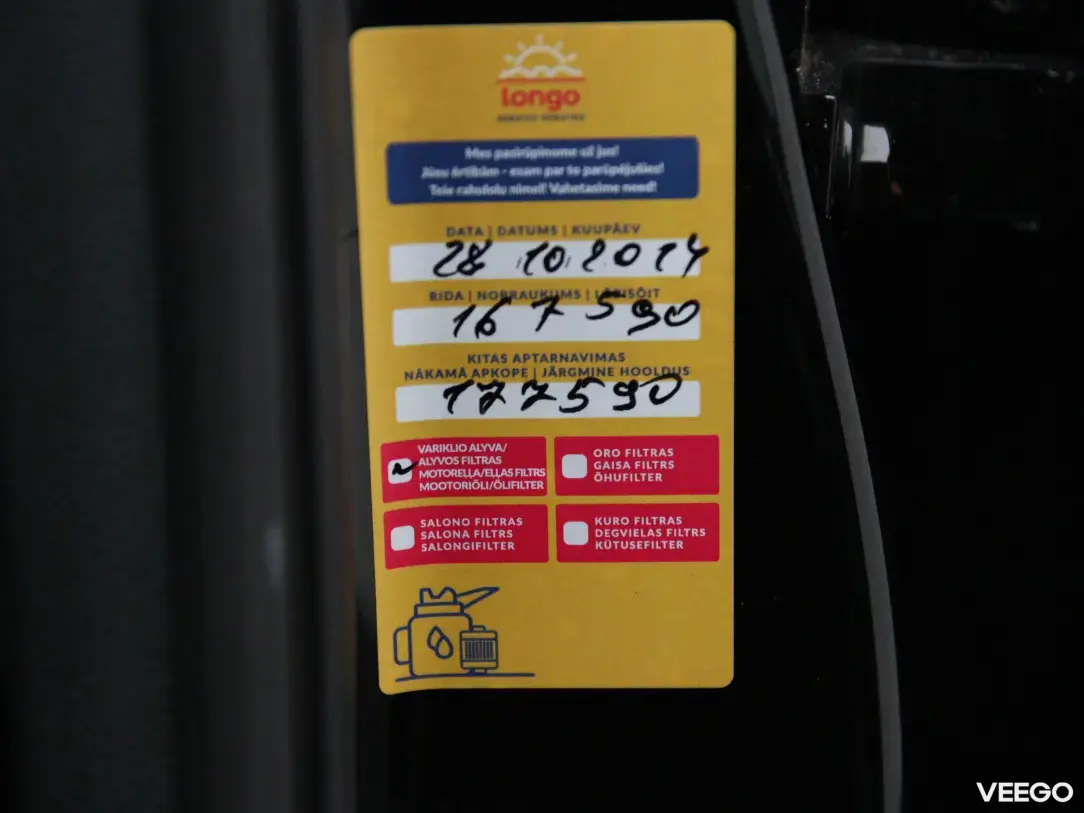 longo
Mes pasirūpinome už jus!
Jūsu ērtībām - esam par to parūpējušies!
Teie rahulolu nimel! Vahetasime need!
DATA | DATUMS | KUUPÄEV
28.10.2014
RIDA | NOBRAUKUMS | LÄBISÕIT
167590
KITAS APTARNAVIMAS
NĀKAMĀ APKOPE | JÄRGMINE HOOLDUS
177590
VARIKLIO ALYVA/
ALYVOS FILTRAS
MOTOREĻĻA/EĻĻAS FILTRS
MOOTORIÕLI/ÕLIFILTER
ORO FILTRAS
GAISA FILTRS
ÕHUFILTER
SALONO FILTRAS
SALONA FILTRS
SALONGIFILTER
KURO FILTRAS
DEGVIELAS FILTRS
KÜTUSEFILTER
VEEGO